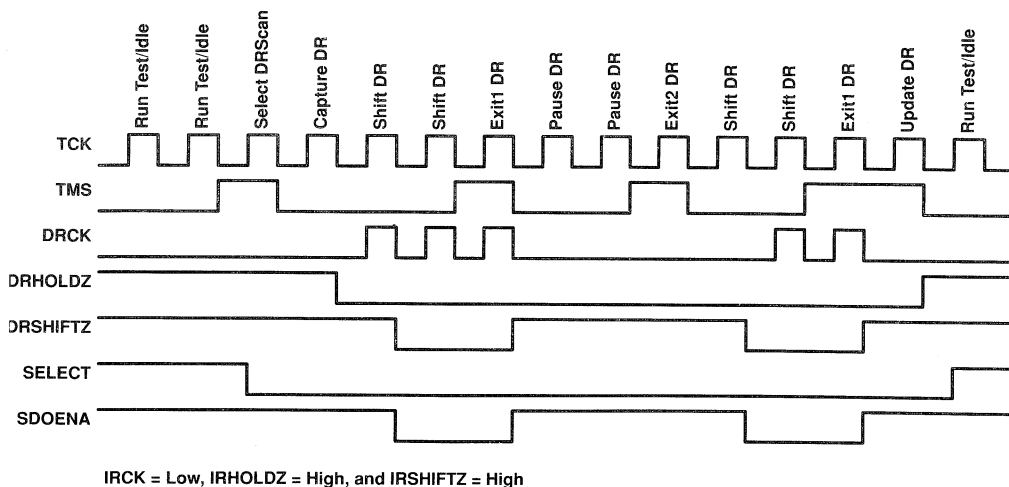 Run Test/Idle
Run Test/Idle
Select DRScan
Capture DR
Shift DR
Shift DR
Exit1 DR
Pause DR
Pause DR
Exit2 DR
Shift DR
Shift DR
Exit1 DR
Update DR
Run Test/Idle
TCK
TMS
DRCK
DRHOLDZ
DRSHIFTZ
SELECT
SDOENA
IRCK = Low, IRHOLDZ = High, and IRSHIFTZ = High